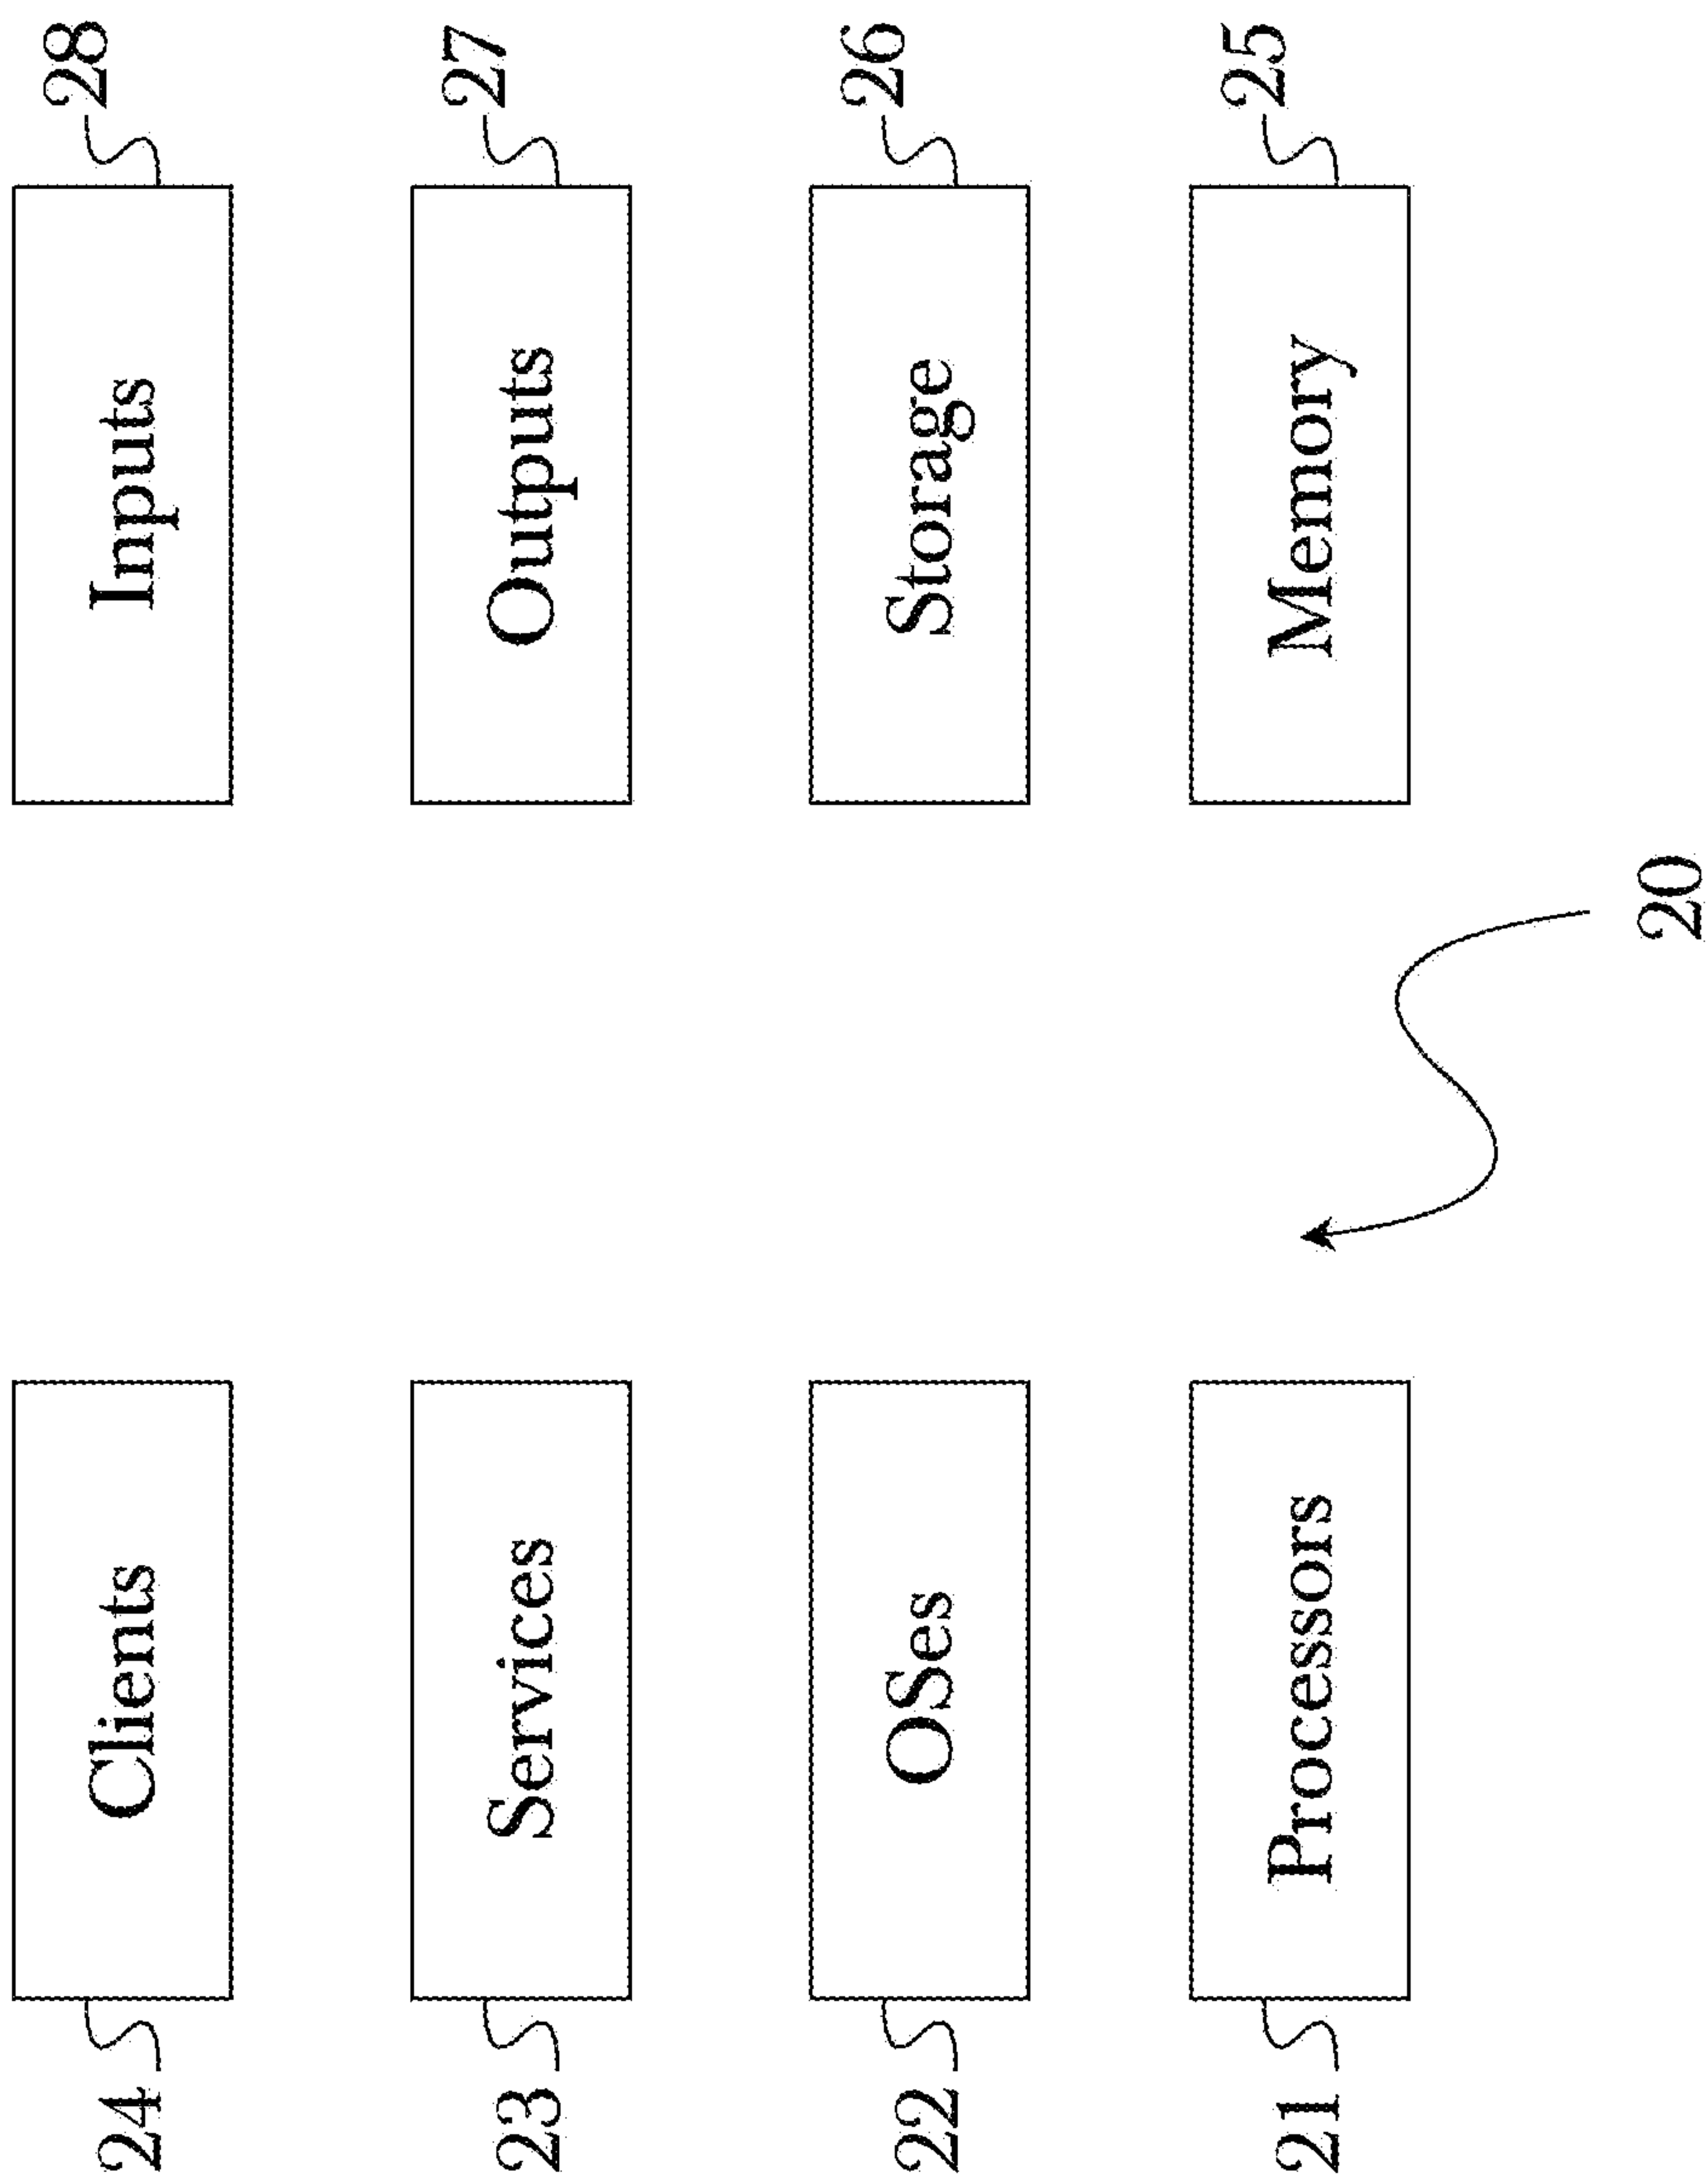 24 Clients Inputs 28
23 Services Outputs 27
22 OSes Storage 26
21 Processors Memory 25
20